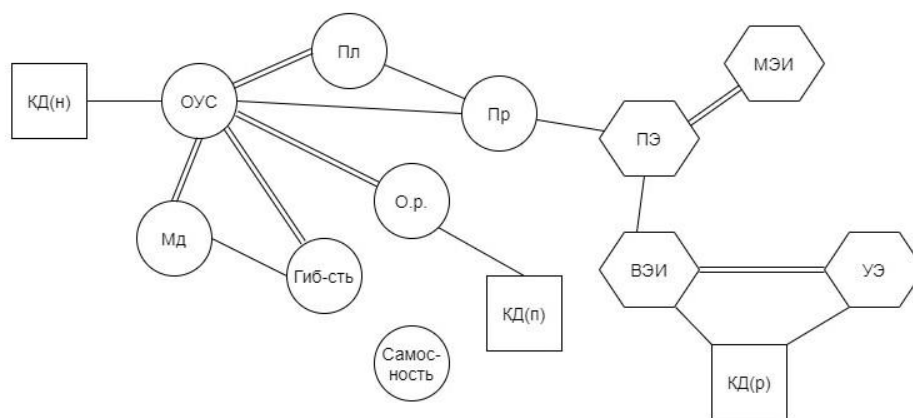 Пл
МЭИ
КД(н)
ОУС
Пр
ПЭ
О.р.
Мд
Гиб-сть
ВЭИ
УЭ
КД(п)
Самос-
ность
КД(р)